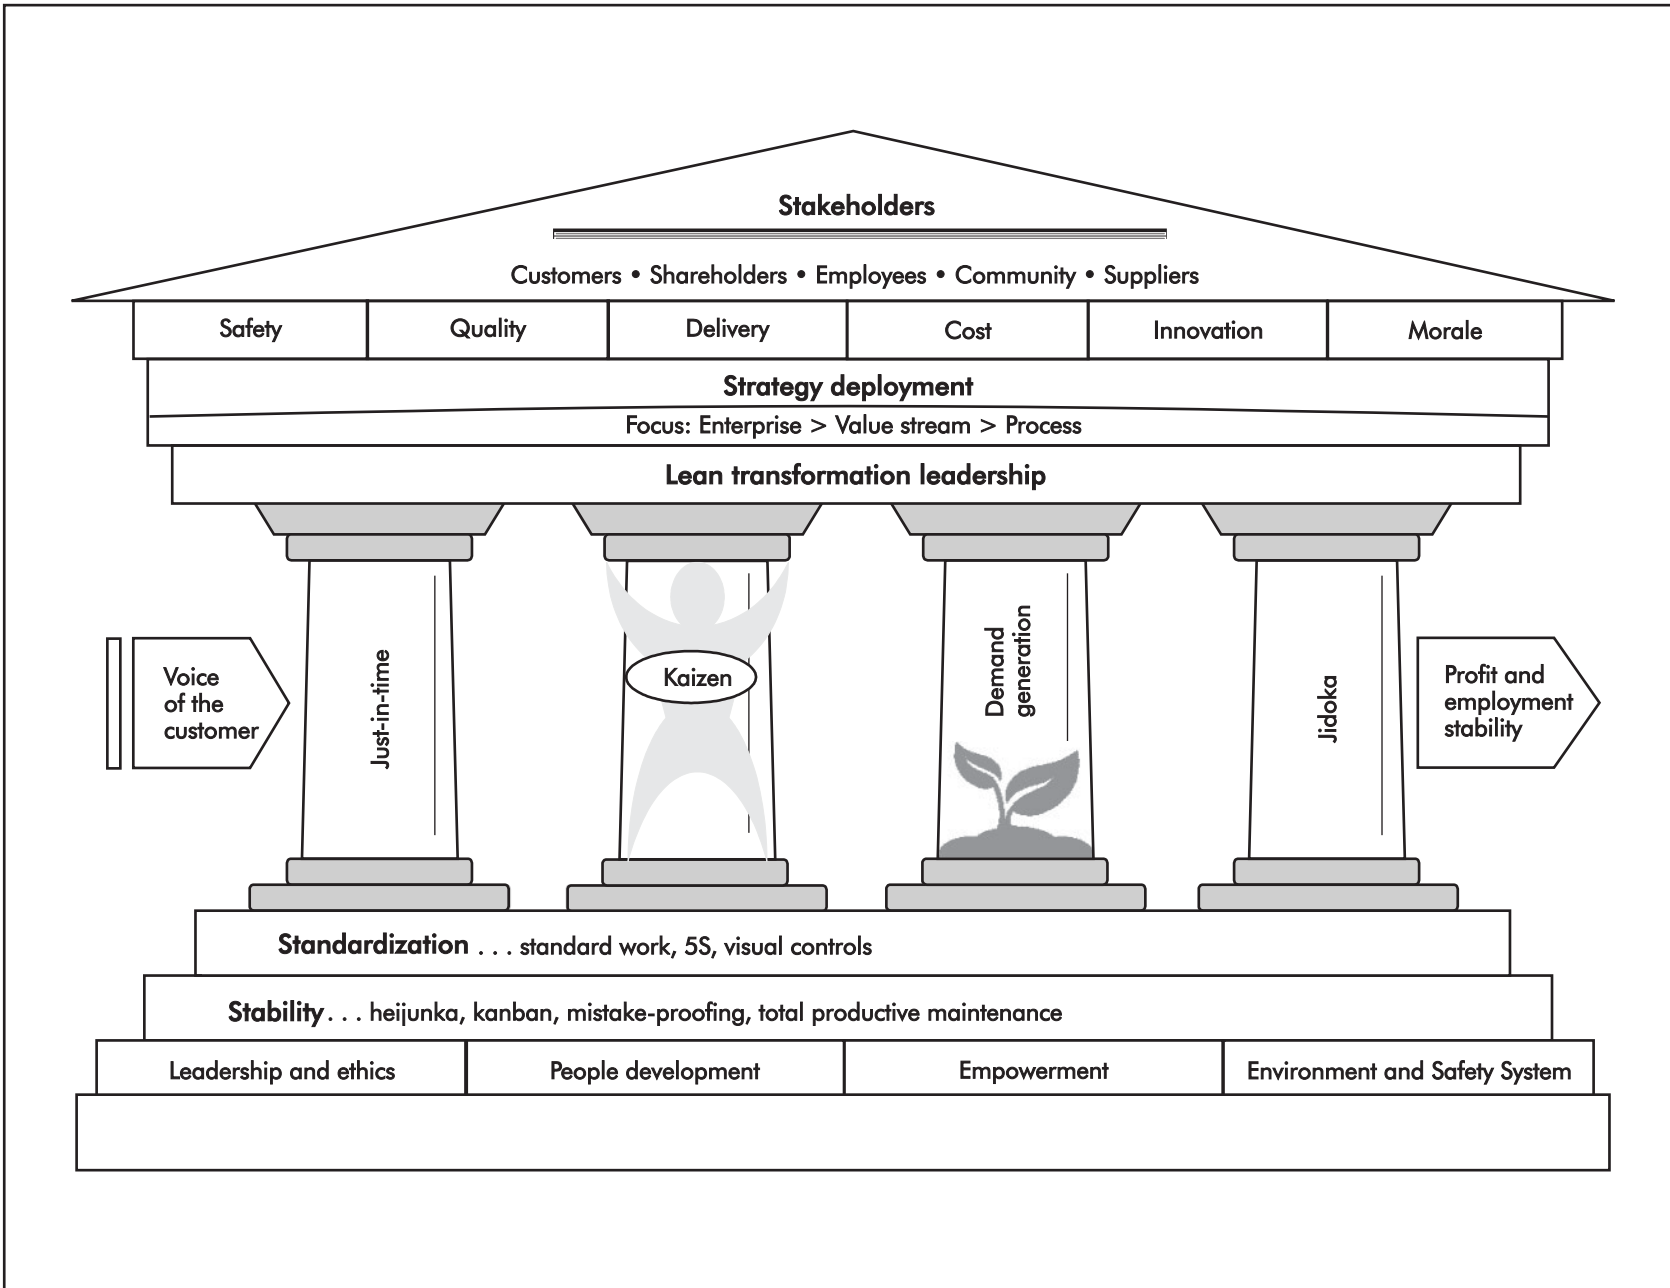 Stakeholders
Customers • Shareholders • Employees • Community • Suppliers
Safety
Quality
Delivery
Cost
Innovation
Morale
Strategy deployment
Focus: Enterprise > Value stream > Process
Lean transformation leadership
Voice
of the
customer
Just-in-time
Kaizen
Demand
generation
Jidoka
Profit and
employment
stability
Standardization . . . standard work, 5S, visual controls
Stability . . . heijunka, kanban, mistake-proofing, total productive maintenance
Leadership and ethics
People development
Empowerment
Environment and Safety System